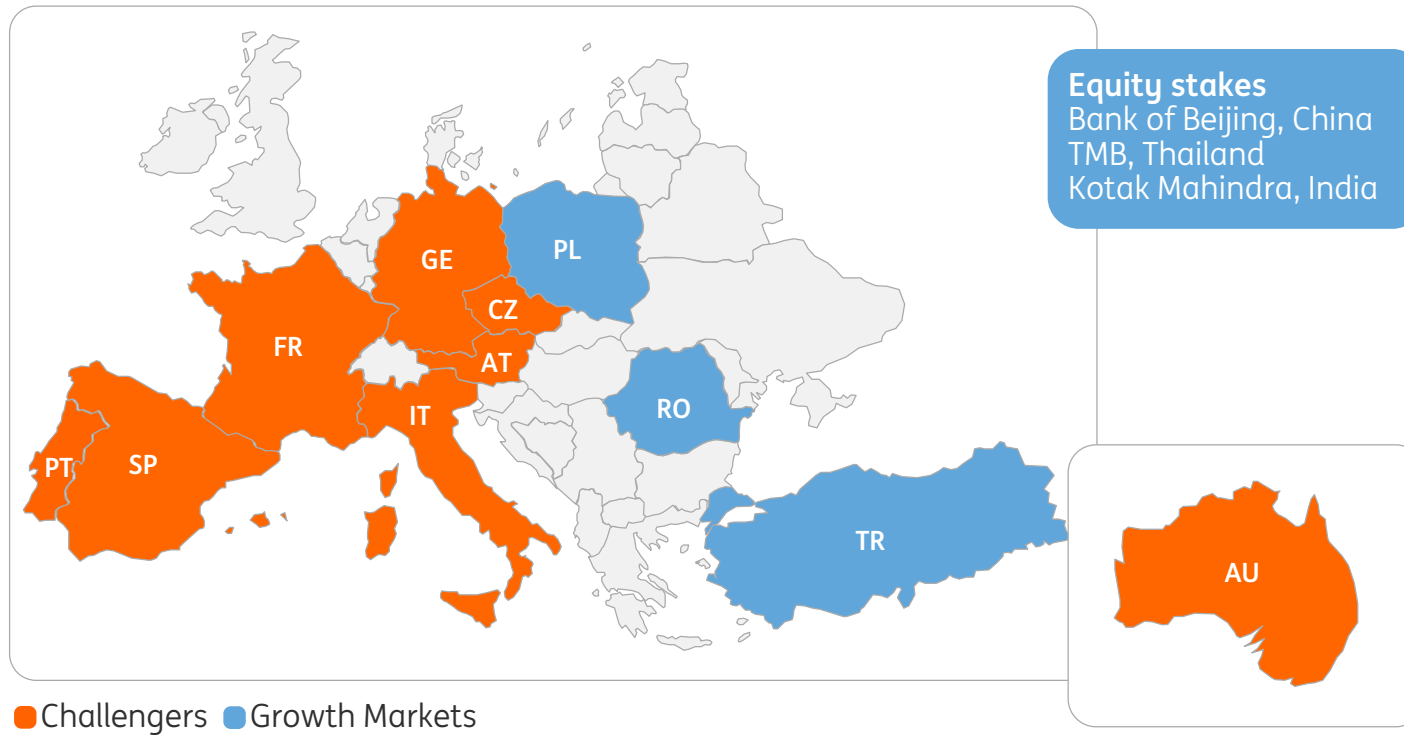 Equity stakes
Bank of Beijing, China
TMB, Thailand
Kotak Mahindra, India
GE
PL
CZ
FR
AT
RO
IT
PT
SP
TR
AU
Challengers
Growth Markets